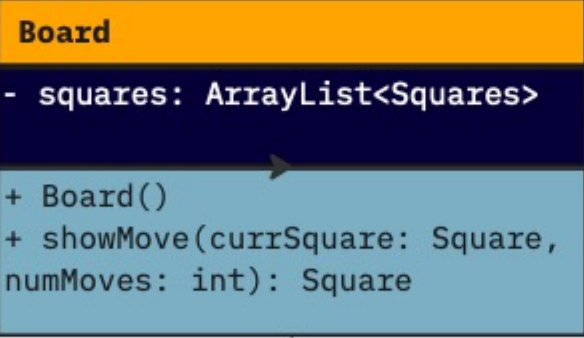 Board
- squares: ArrayList<Squares>
+ Board()
+ showMove(currSquare: Square,
numMoves: int): Square